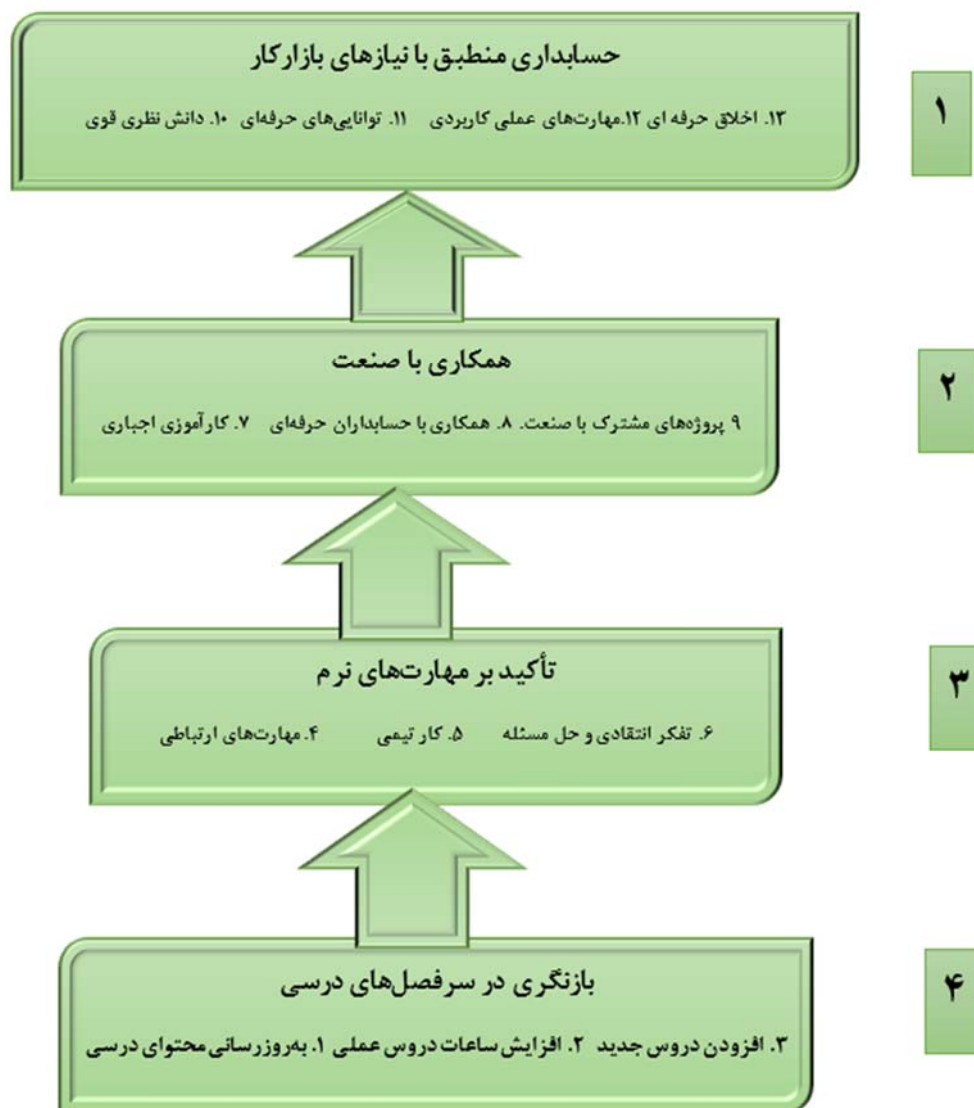 حسابداری منطبق با نیازهای بازار کار
۱۳. اخلاق حرفه ای ۱۲.مهارت‌های عملی کاربردی ۱۱. توانایی‌های حرفه‌ای ۱۰. دانش نظری قوی
۱
همکاری با صنعت
۹ پروژه‌های مشترک با صنعت. ۸. همکاری با حسابداران حرفه‌ای ۷. کارآموزی اجباری
۲
تأکید بر مهارت‌های نرم
۶. تفکر انتقادی و حل مسئله ۵. کار تیمی ۴. مهارت‌های ارتباطی
۳
بازنگری در سرفصل‌های درسی
۳. افزودن دروس جدید ۲. افزایش ساعات دروس عملی ۱. به‌روزرسانی محتوای درسی
۴